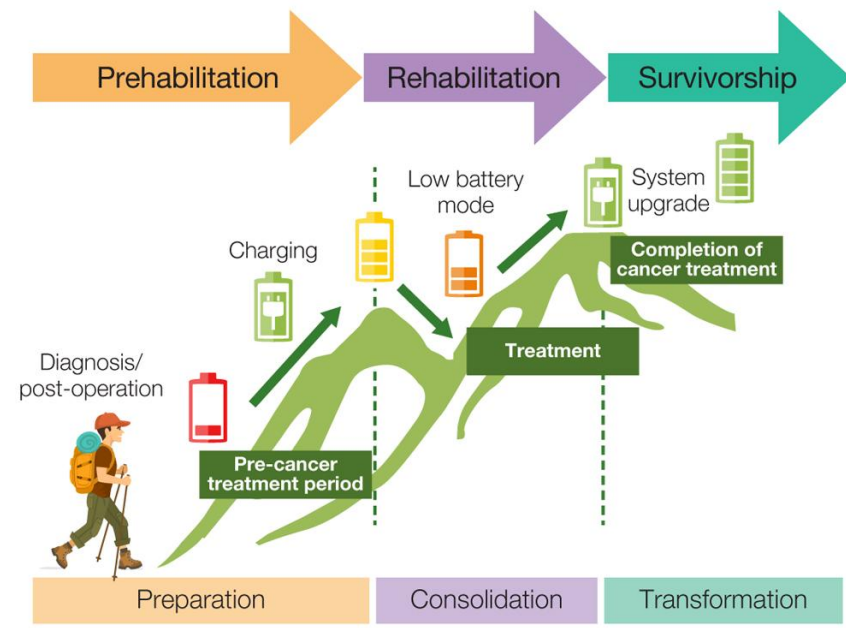 Prehabilitation
Rehabilitation
Survivorship
Low battery
mode
System
upgrade
Charging
Completion of
cancer treatment
Treatment
Diagnosis/
post-operation
Pre-cancer
treatment period
Preparation
Consolidation
Transformation